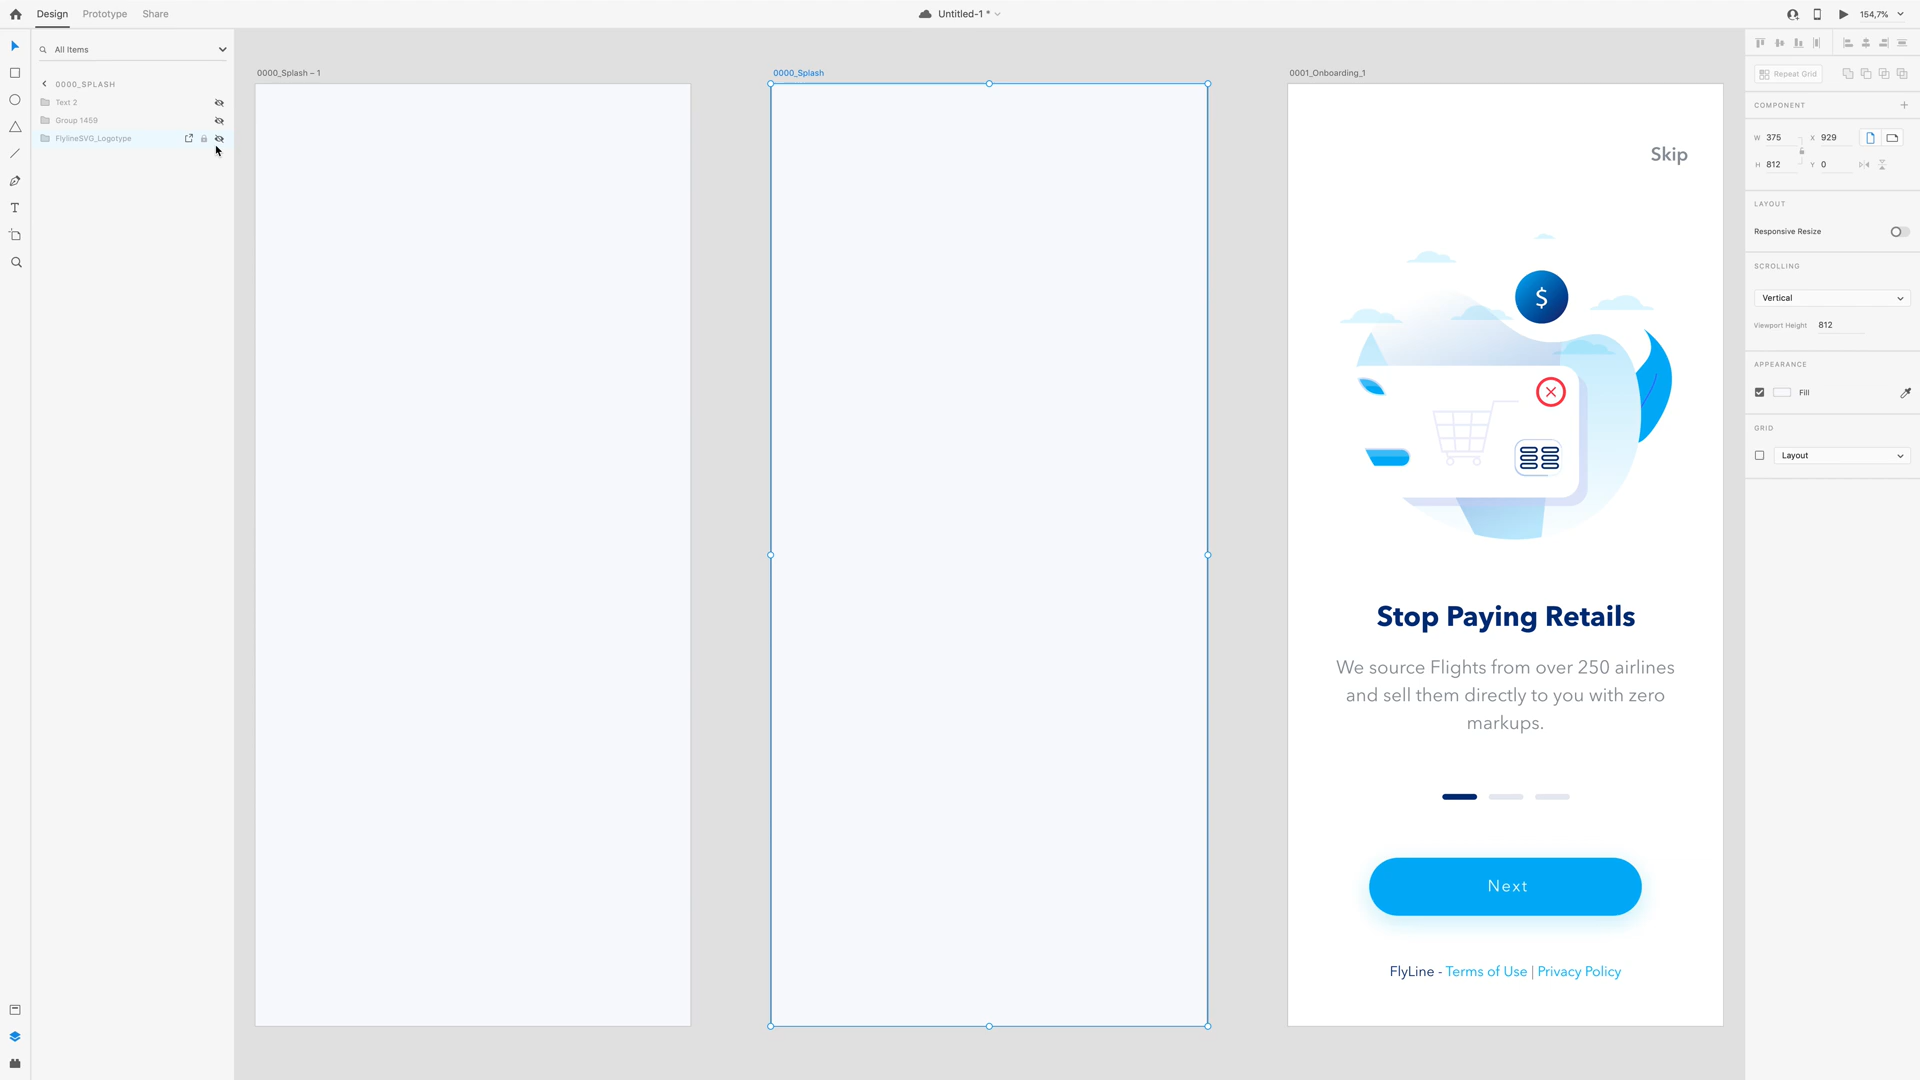 Design Prototype Share
Untitled-1 *
154,7%
All Items
0000_SPLASH
Text 2
Group 1459
FlylineSVG_Logotype
0000_Splash – 1
0000_Splash
0001_Onboarding_1
Skip
$
Stop Paying Retails
We source Flights from over 250 airlines
and sell them directly to you with zero
markups.
Next
FlyLine - Terms of Use | Privacy Policy
Repeat Grid
COMPONENT
W 375 X 929
H 812 Y 0
LAYOUT
Responsive Resize
SCROLLING
Vertical
Viewport Height 812
APPEARANCE
Fill
GRID
Layout